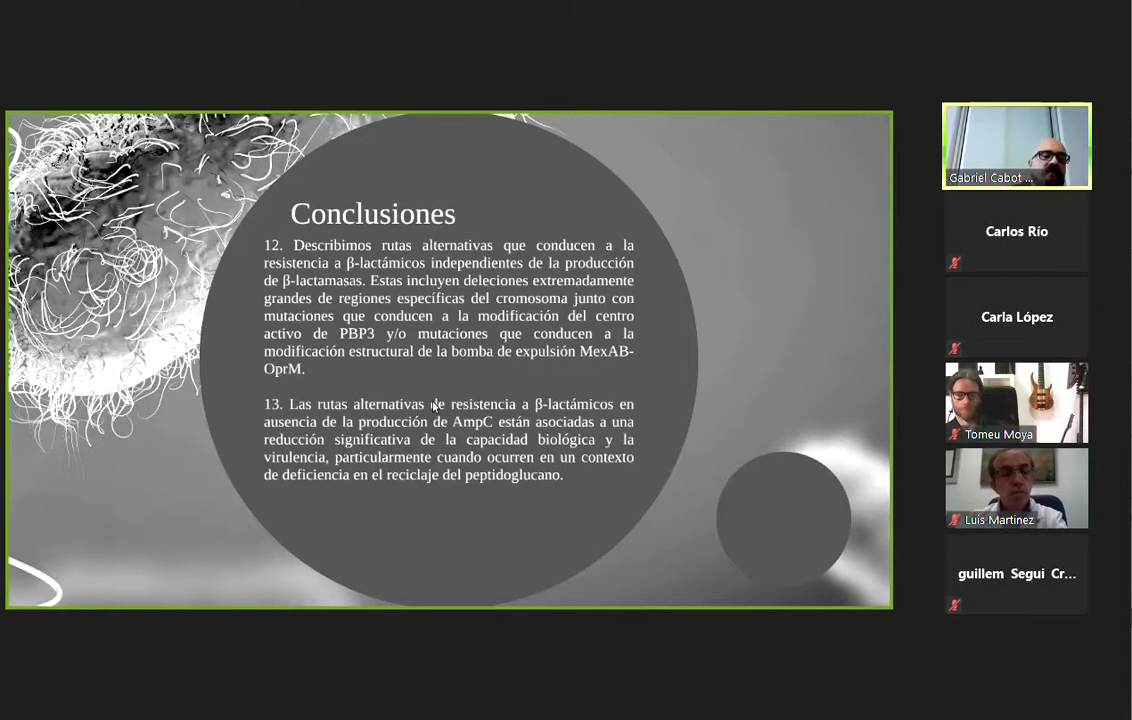 Conclusiones
12. Describimos rutas alternativas que conducen a la
resistencia a β-lactámicos independientes de la producción
de β-lactamasas. Estas incluyen deleciones extremadamente
grandes de regiones específicas del cromosoma junto con
mutaciones que conducen a la modificación del centro
activo de PBP3 y/o mutaciones que conducen a la
modificación estructural de la bomba de expulsión MexAB-
OprM.
13. Las rutas alternativas de resistencia a β-lactámicos en
ausencia de la producción de AmpC están asociadas a una
reducción significativa de la capacidad biológica y la
virulencia, particularmente cuando ocurren en un contexto
de deficiencia en el reciclaje del peptidoglucano.
Gabriel Cabot ...
Carlos Río
Carla López
Tomeu Moya
Luis Martinez
guillem Segui Cr...